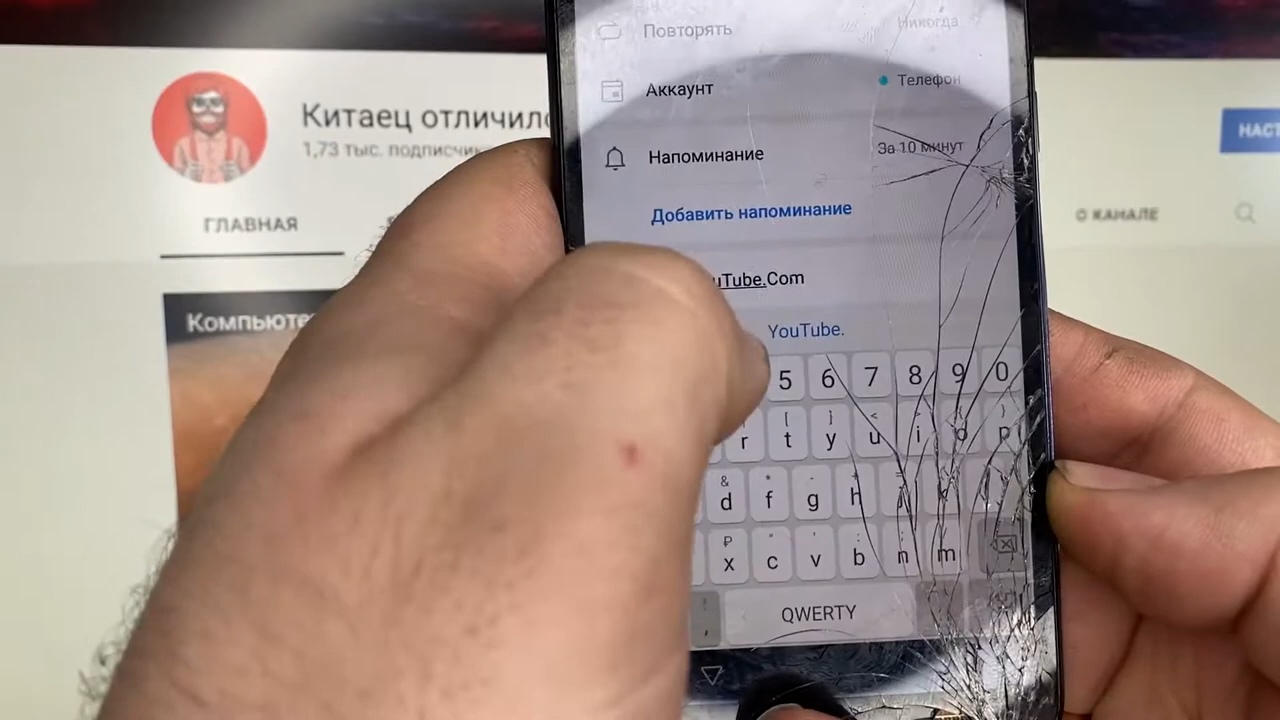 Китаец отличило
1,73 тыс. подписчик
ГЛАВНАЯ
НАСТ
О КАНАЛЕ
Компьюте
Повторять Никогда
Аккаунт Телефон
Напоминание За 10 минут
Добавить напоминание
uTube.Com
YouTube.
5 6 7 8 9 0
r t y u i o p
d f g h j k
x c v b n m
QWERTY